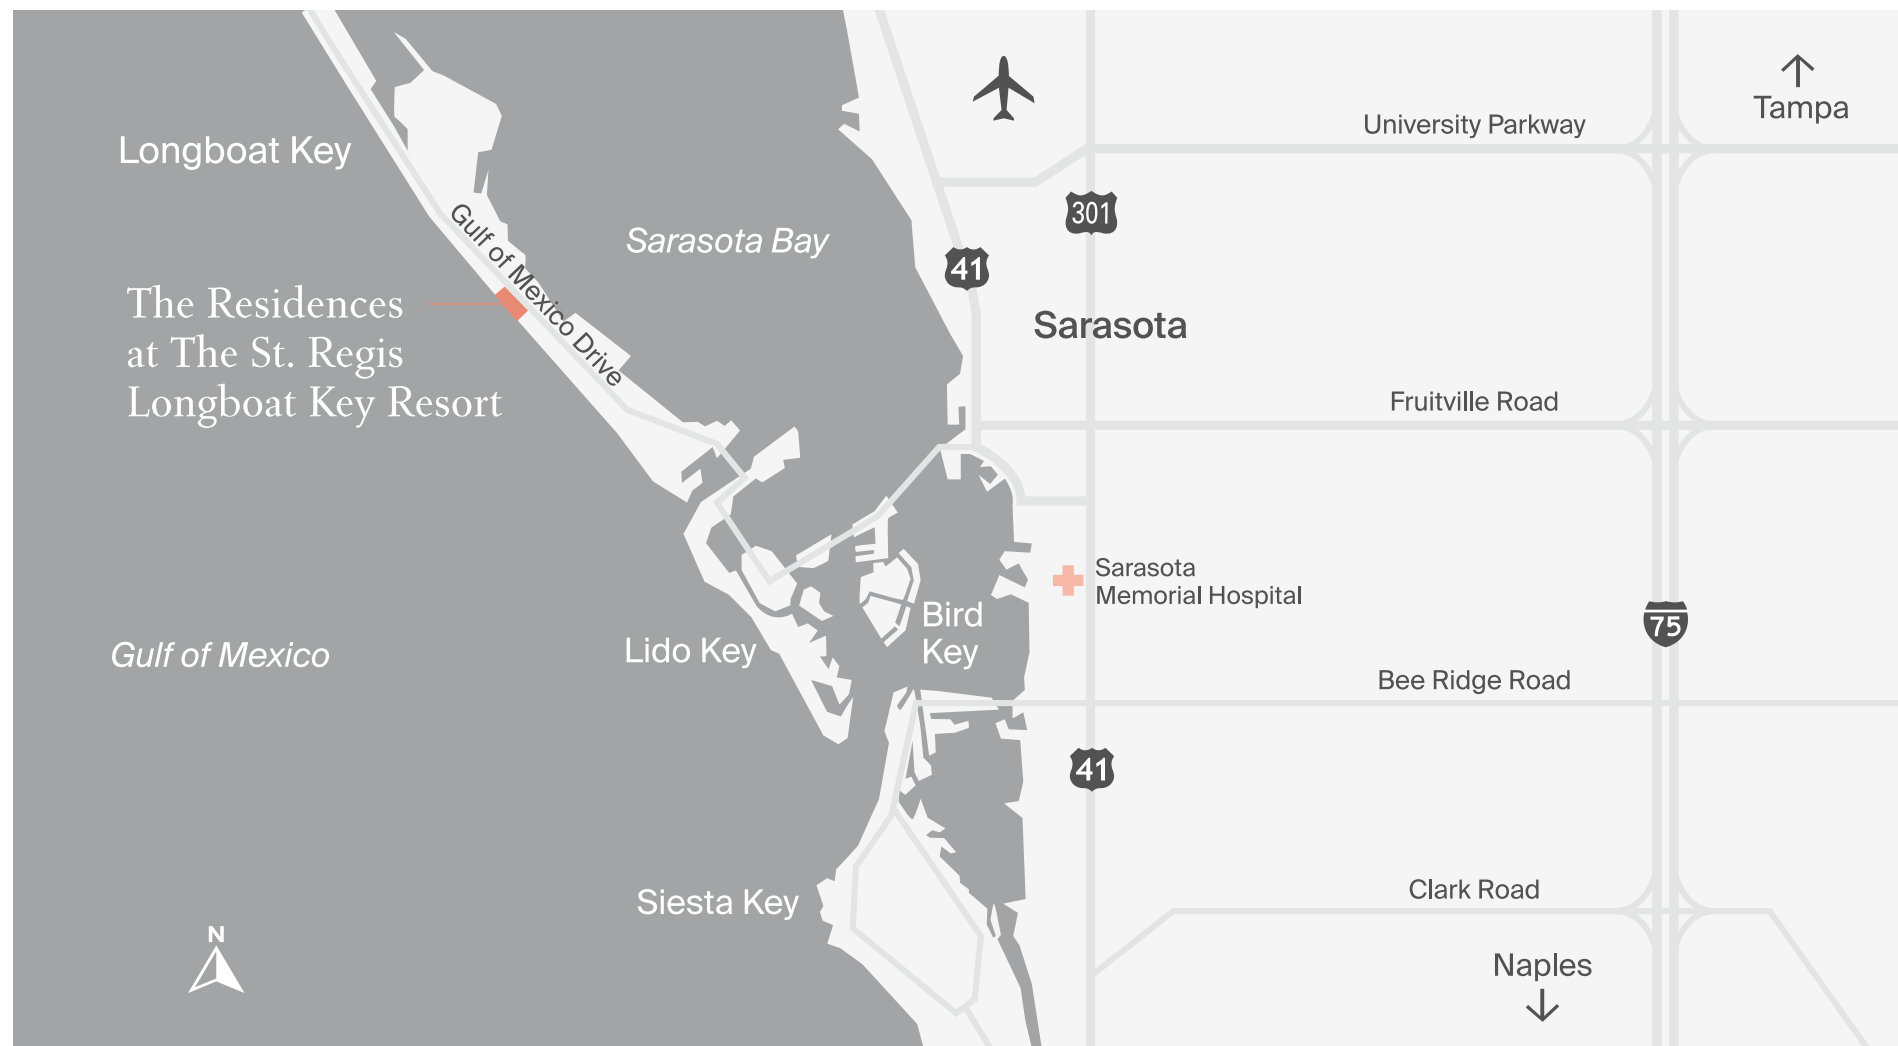 Tampa
University Parkway
Longboat Key
301
Gulf of Mexico Drive
Sarasota Bay
41
The Residences
at The St. Regis
Longboat Key Resort
Sarasota
Fruitville Road
Sarasota
Memorial Hospital
Bird
Key
75
Lido Key
Gulf of Mexico
Bee Ridge Road
41
Clark Road
Siesta Key
N
Naples